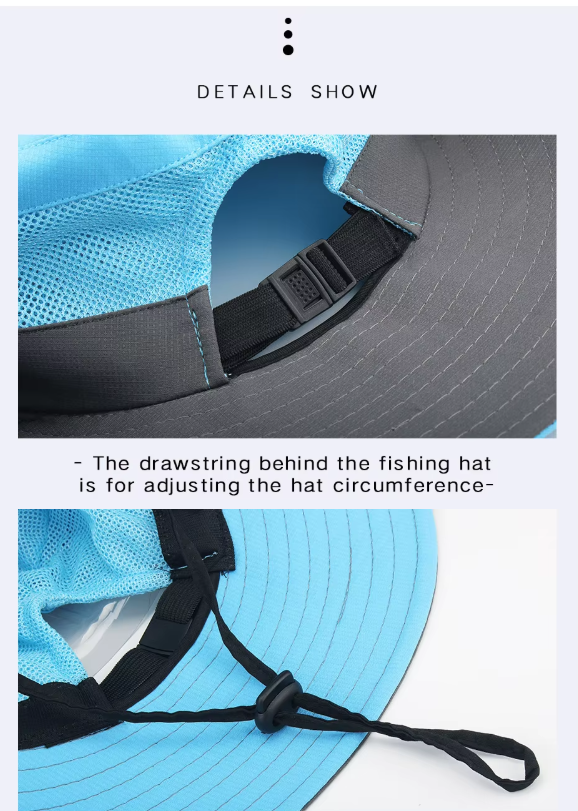 DETAILS SHOW
- The drawstring behind the fishing hat
is for adjusting the hat circumference-